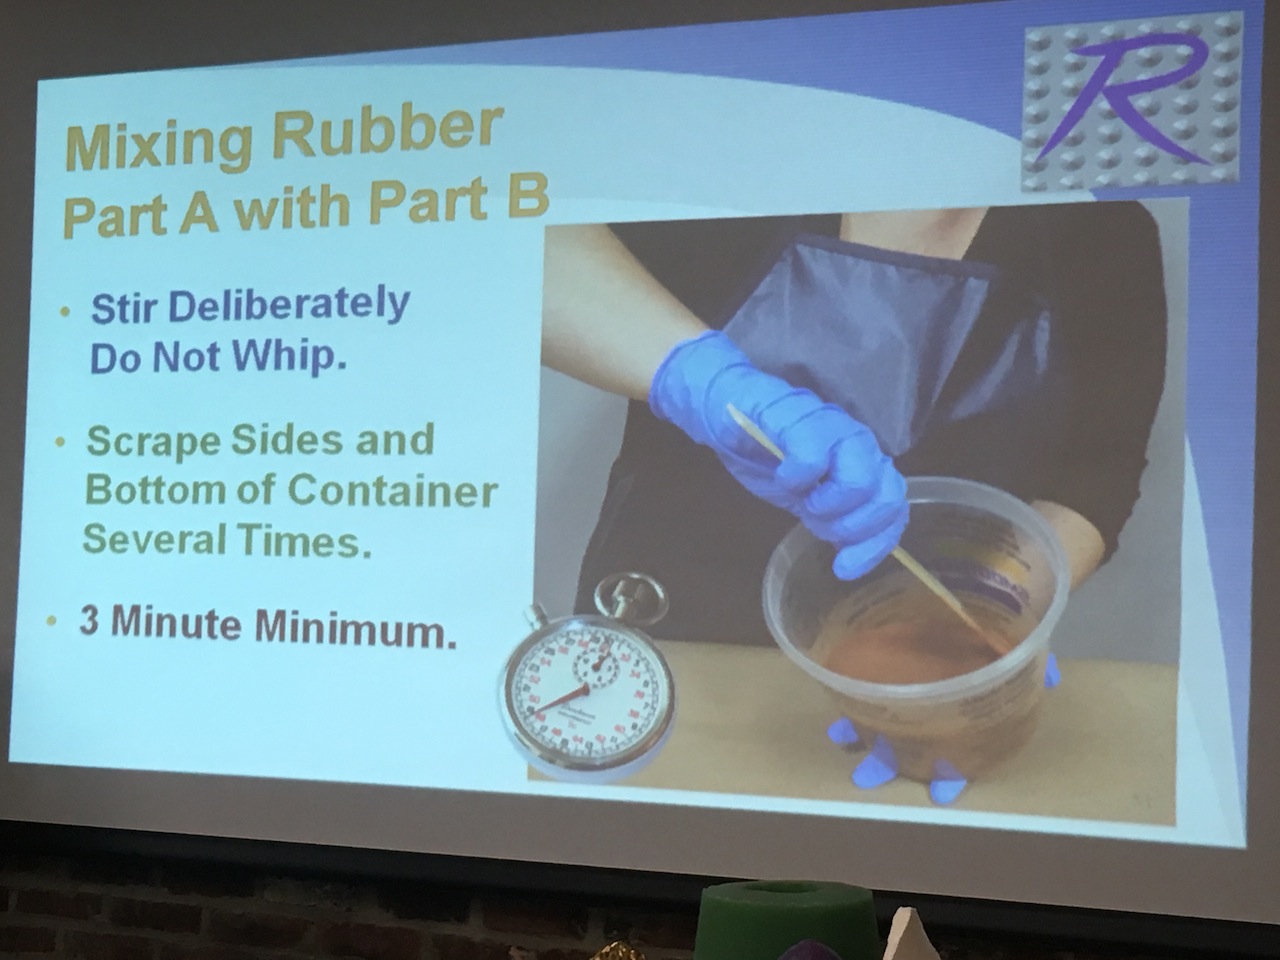 Mixing Rubber
Part A with Part B
R
• Stir Deliberately
Do Not Whip.
• Scrape Sides and
Bottom of Container
Several Times.
• 3 Minute Minimum.